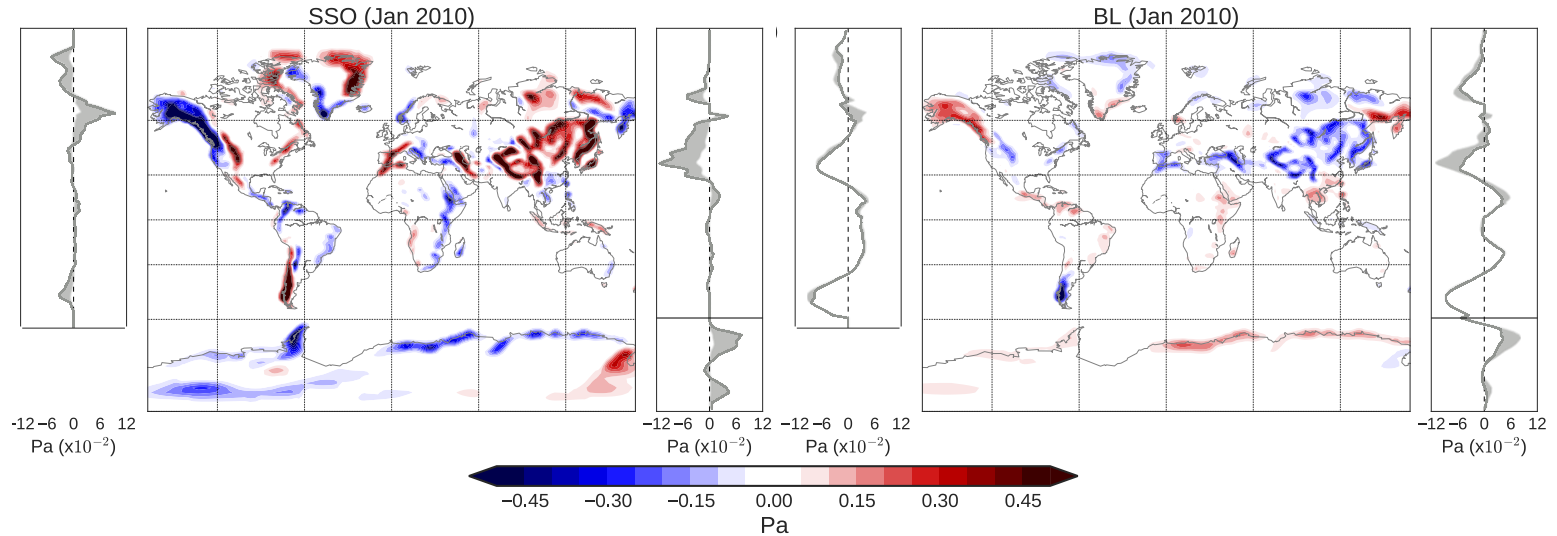 SSO (Jan 2010)
BL (Jan 2010)
-12 -6 0 6 12
-12 -6 0 6 12
-12 -6 0 6 12
-12 -6 0 6 12
Pa (x10⁻²)
Pa (x10⁻²)
Pa (x10⁻²)
Pa (x10⁻²)
−0.45 −0.30 −0.15 0.00 0.15 0.30 0.45
Pa